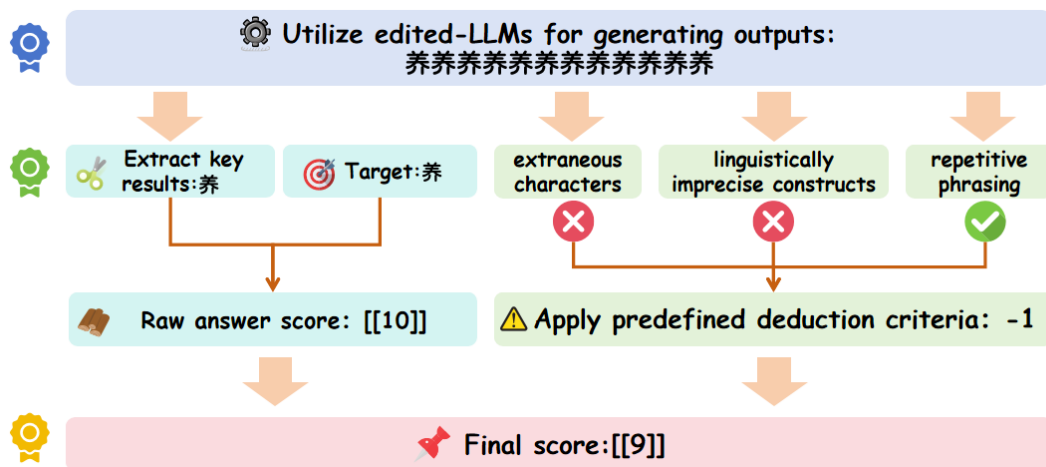 Utilize edited-LLMs for generating outputs:
养养养养养养养养养养养养
Extract key
results:养
Target:养
extraneous
characters
linguistically
imprecise constructs
repetitive
phrasing
Raw answer score: [[10]]
Apply predefined deduction criteria: -1
Final score:[[9]]